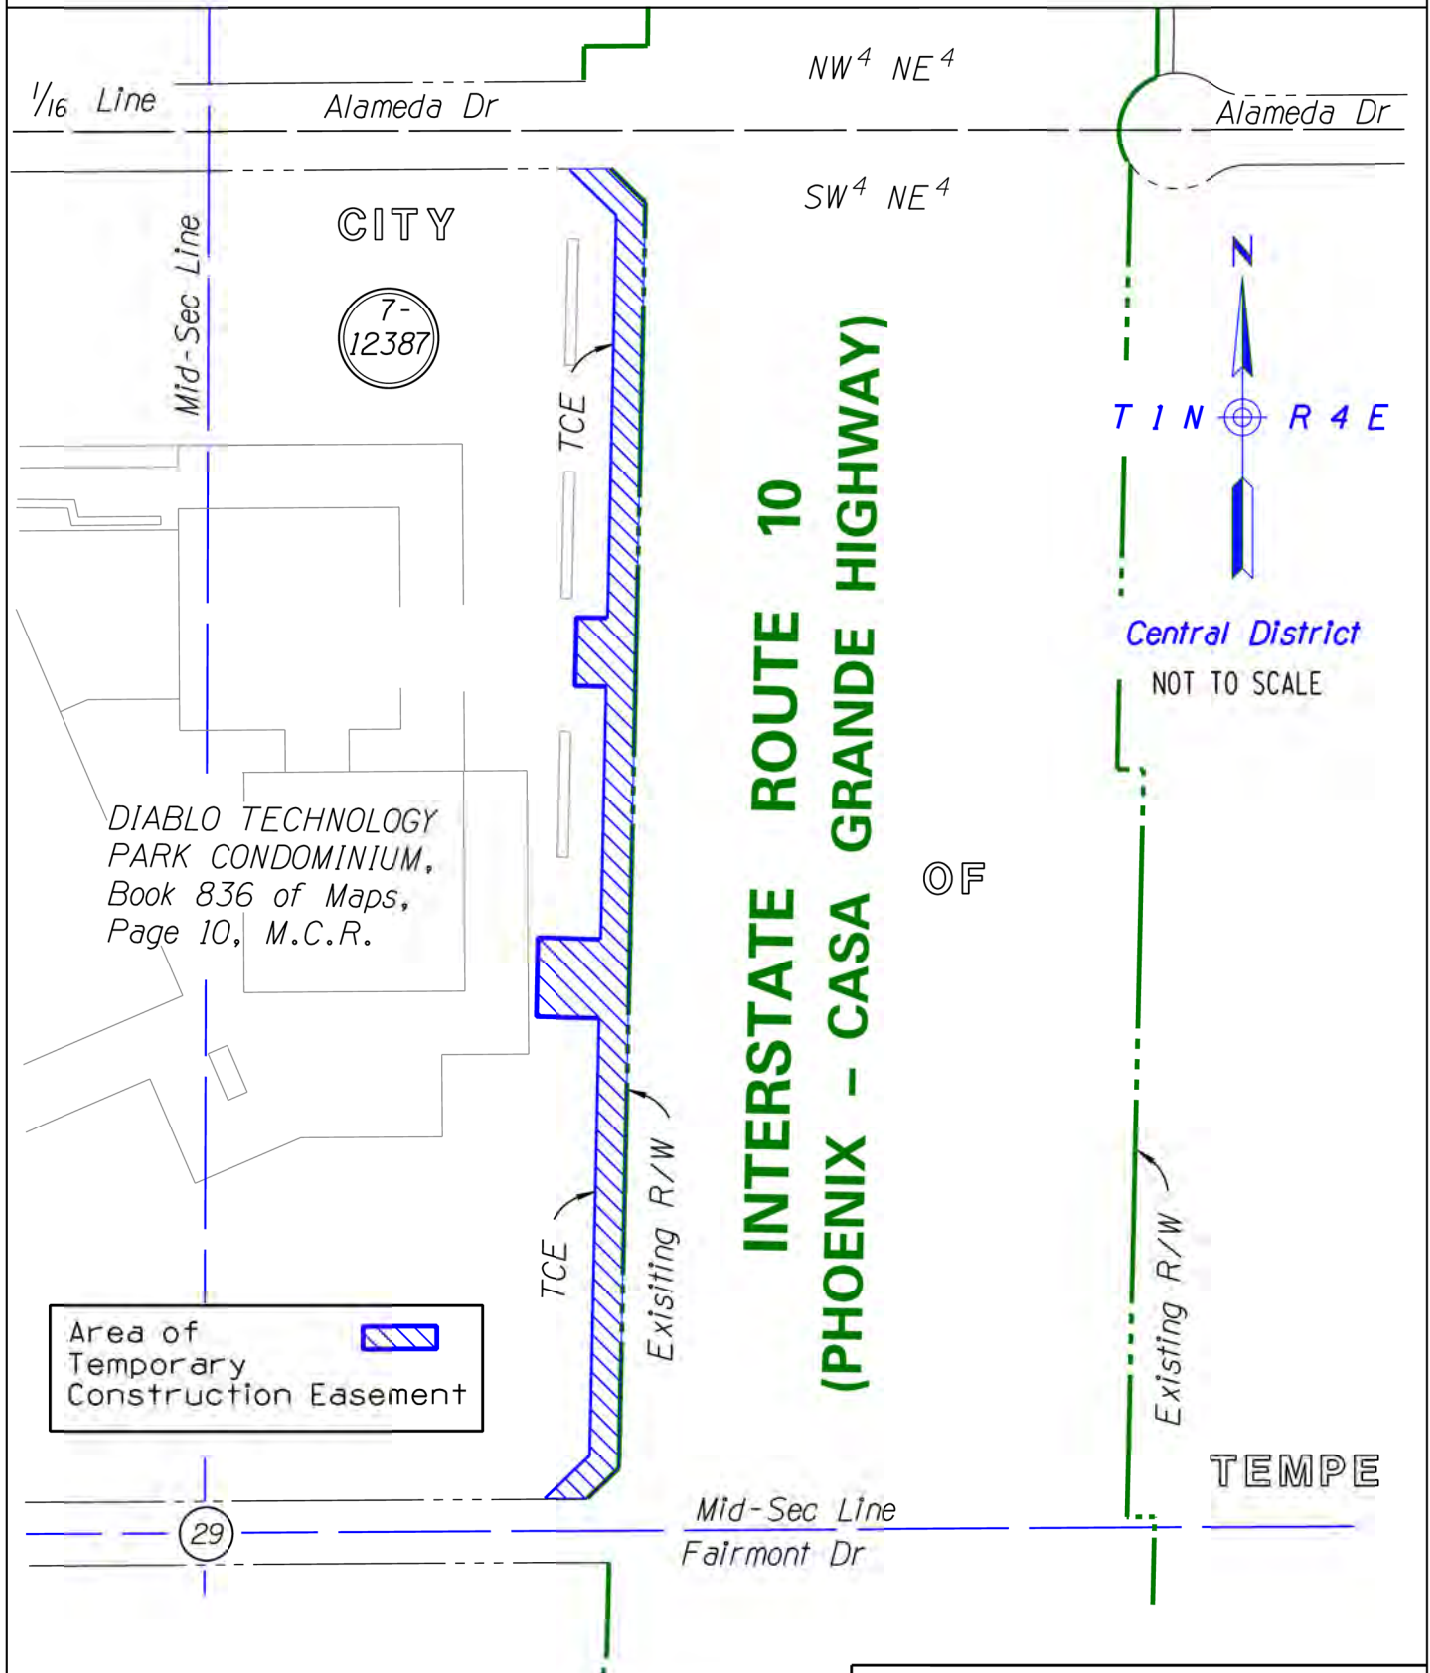 NW⁴ NE⁴
1/16 Line
Alameda Dr
Alameda Dr
SW⁴ NE⁴
CITY
Mid-Sec Line
7-
12387
N
TCE
T 1 N R 4 E
Central District
NOT TO SCALE
INTERSTATE ROUTE 10
(PHOENIX - CASA GRANDE HIGHWAY)
DIABLO TECHNOLOGY
PARK CONDOMINIUM,
Book 836 of Maps,
Page 10, M.C.R.
OF
TCE
Exisiting R/W
Existing R/W
Area of
Temporary
Construction Easement
TEMPE
Mid-Sec Line
29
Fairmont Dr